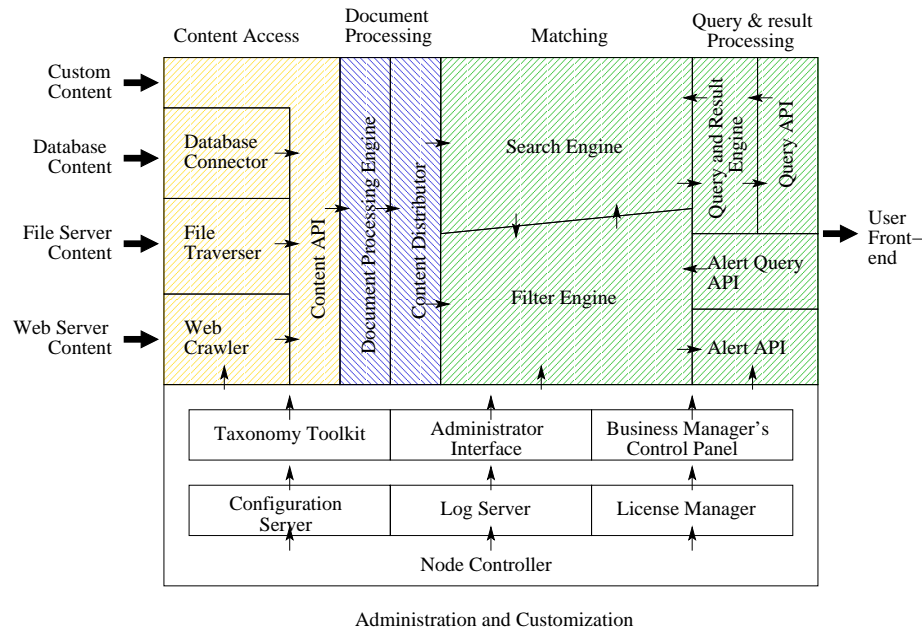 Content Access
Document
Processing
Matching
Query & result
Processing
Custom
Content
Database
Content
File Server
Content
Web Server
Content
Database
Connector
File
Traverser
Web
Crawler
Content API
Document Processing Engine
Content Distributor
Search Engine
Filter Engine
Query and Result
Engine
Query API
Alert Query
API
Alert API
User
Front–
end
Taxonomy Toolkit
Administrator
Interface
Business Manager’s
Control Panel
Configuration
Server
Log Server
License Manager
Node Controller
Administration and Customization